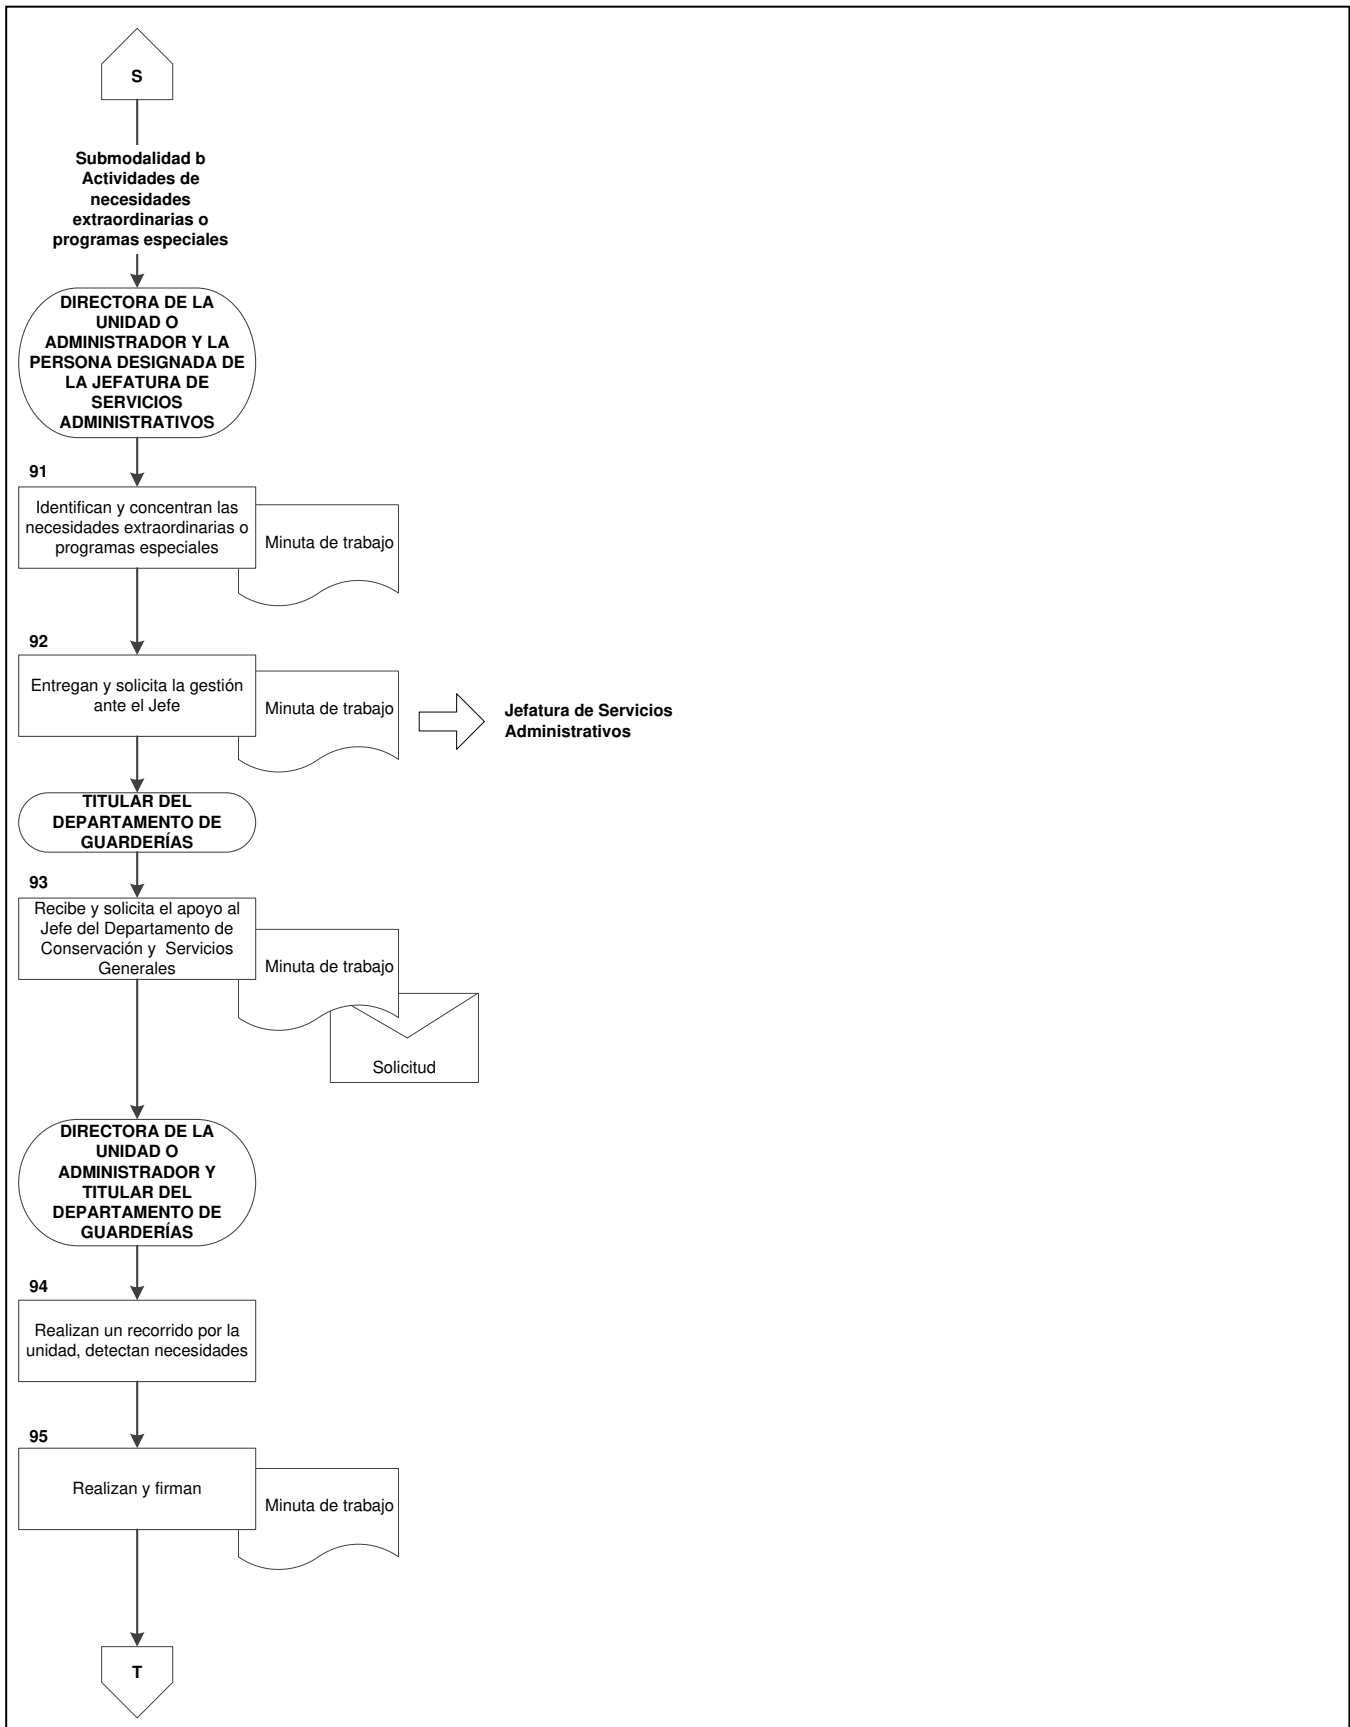 S
Submodalidad b
Actividades de
necesidades
extraordinarias o
programas especiales
DIRECTORA DE LA
UNIDAD O
ADMINISTRADOR Y LA
PERSONA DESIGNADA DE
LA JEFATURA DE
SERVICIOS
ADMINISTRATIVOS
91
Identifican y concentran las
necesidades extraordinarias o
programas especiales
Minuta de trabajo
92
Entregan y solicita la gestión
ante el Jefe
Minuta de trabajo
Jefatura de Servicios
Administrativos
TITULAR DEL
DEPARTAMENTO DE
GUARDERÍAS
93
Recibe y solicita el apoyo al
Jefe del Departamento de
Conservación y Servicios
Generales
Minuta de trabajo
Solicitud
DIRECTORA DE LA
UNIDAD O
ADMINISTRADOR Y
TITULAR DEL
DEPARTAMENTO DE
GUARDERÍAS
94
Realizan un recorrido por la
unidad, detectan necesidades
95
Realizan y firman
Minuta de trabajo
T